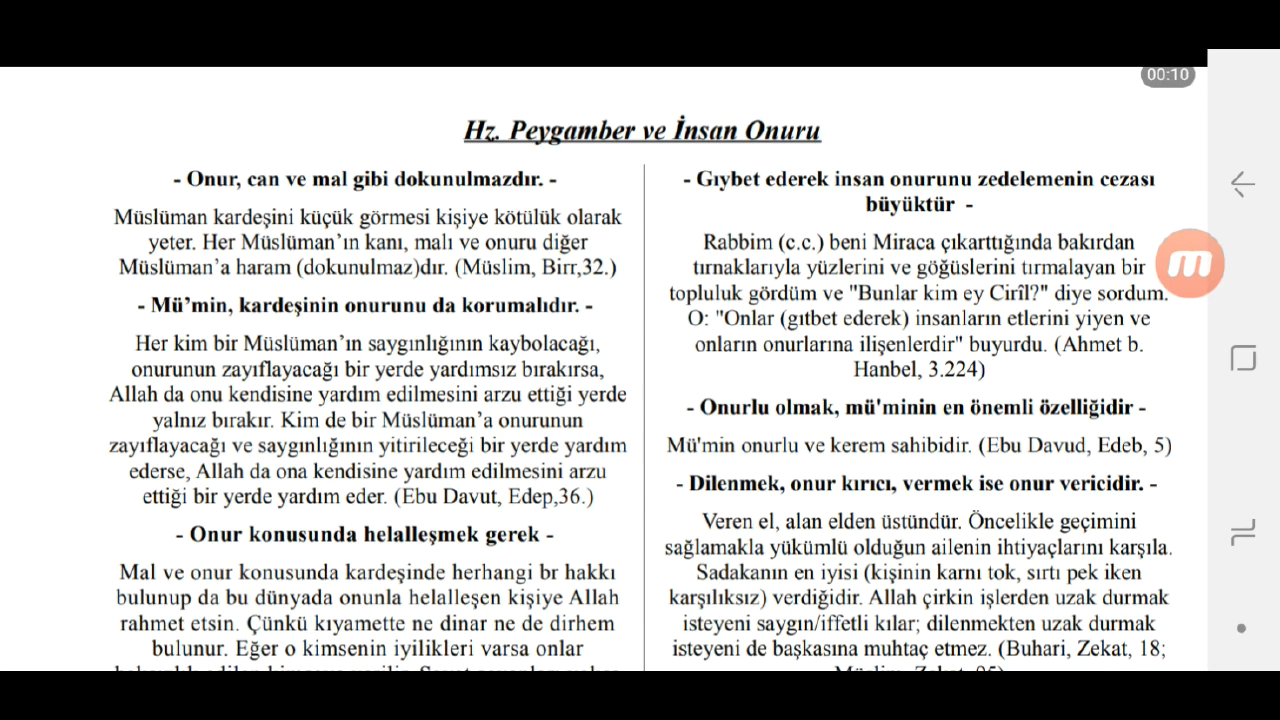 00:10
Hz. Peygamber ve İnsan Onuru
- Onur, can ve mal gibi dokunulmazdır. -
Müslüman kardeşini küçük görmesi kişiye kötülük olarak
yeter. Her Müslüman’ın kanı, malı ve onuru diğer
Müslüman’a haram (dokunulmaz)dır. (Müslim, Birr,32.)
- Mü’min, kardeşinin onurunu da korumalıdır. -
Her kim bir Müslüman’ın saygınlığının kaybolacağı,
onurunun zayıflayacağı bir yerde yardımsız bırakırsa,
Allah da onu kendisine yardım edilmesini arzu ettiği yerde
yalnız bırakır. Kim de bir Müslüman’a onurunun
zayıflayacağı ve saygınlığının yitirileceği bir yerde yardım
ederse, Allah da ona kendisine yardım edilmesini arzu
ettiği bir yerde yardım eder. (Ebu Davut, Edep,36.)
- Onur konusunda helalleşmek gerek -
Mal ve onur konusunda kardeşinde herhangi br hakkı
bulunup da bu dünyada onunla helalleşen kişiye Allah
rahmet etsin. Çünkü kıyamette ne dinar ne de dirhem
bulunur. Eğer o kimsenin iyilikleri varsa onlar
- Gıybet ederek insan onurunu zedelemenin cezası
büyüktür -
Rabbim (c.c.) beni Miraca çıkarttığında bakırdan
tırnaklarıyla yüzlerini ve göğüslerini tırmalayan bir
topluluk gördüm ve "Bunlar kim ey Cirîl?" diye sordum.
O: "Onlar (gıtbet ederek) insanların etlerini yiyen ve
onların onurlarına ilişenlerdir" buyurdu. (Ahmet b.
Hanbel, 3.224)
- Onurlu olmak, mü'minin en önemli özelliğidir -
Mü'min onurlu ve kerem sahibidir. (Ebu Davud, Edeb, 5)
- Dilenmek, onur kırıcı, vermek ise onur vericidir. -
Veren el, alan elden üstündür. Öncelikle geçimini
sağlamakla yükümlü olduğun ailenin ihtiyaçlarını karşıla.
Sadakanın en iyisi (kişinin karnı tok, sırtı pek iken
karşılıksız) verdiğidir. Allah çirkin işlerden uzak durmak
isteyeni saygın/iffetli kılar; dilenmekten uzak durmak
isteyeni de başkasına muhtaç etmez. (Buhari, Zekat, 18;